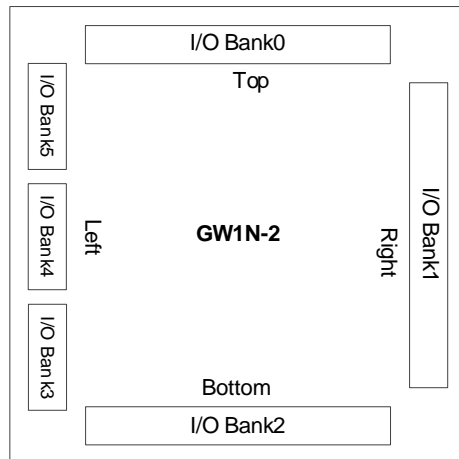 I/O Bank0
Top
I/O Bank5
I/O Bank4
I/O Bank3
Left
GW1N-2
Right
I/O Bank1
Bottom
I/O Bank2